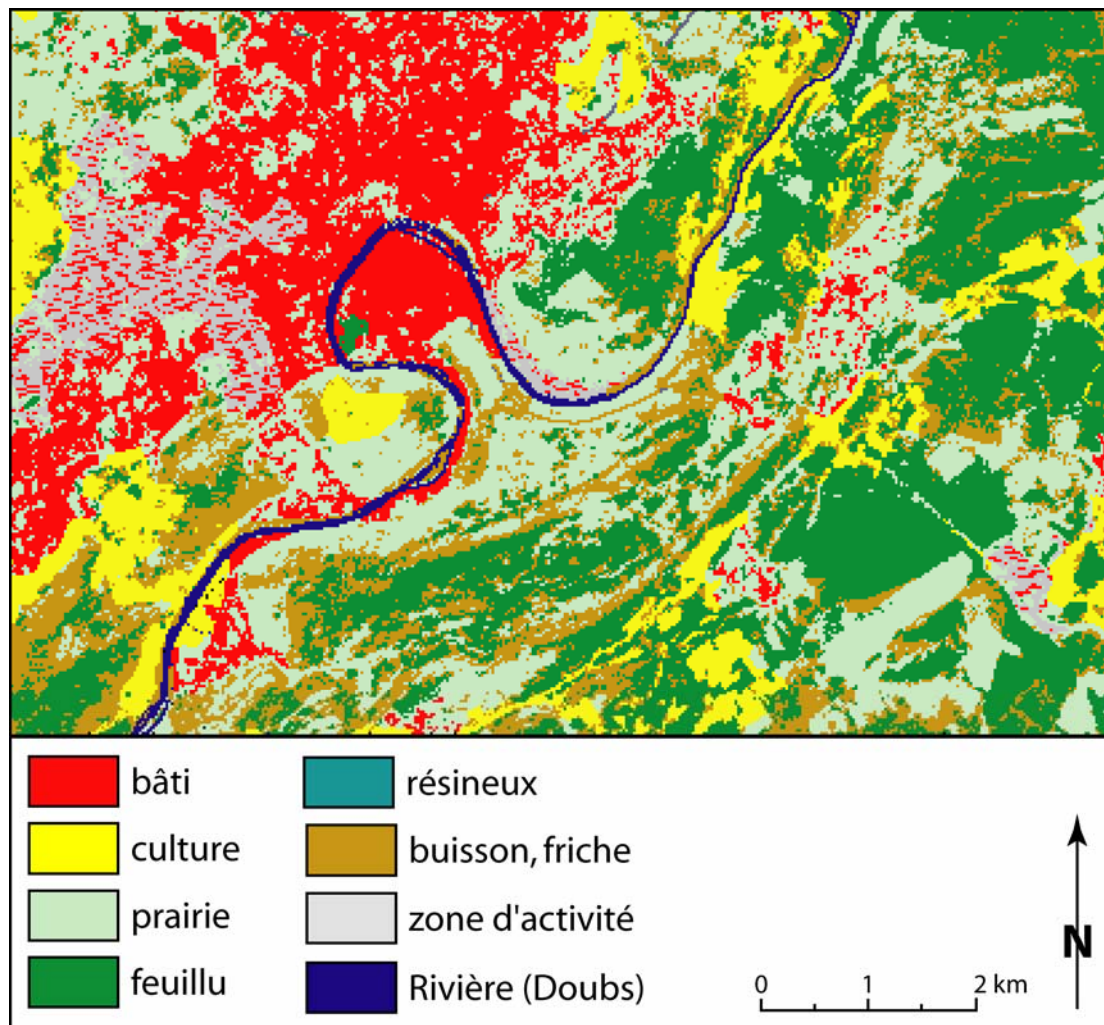 bâti
culture
prairie
feuillu
résineux
buisson, friche
zone d'activité
Rivière (Doubs)
N
0 1 2 km